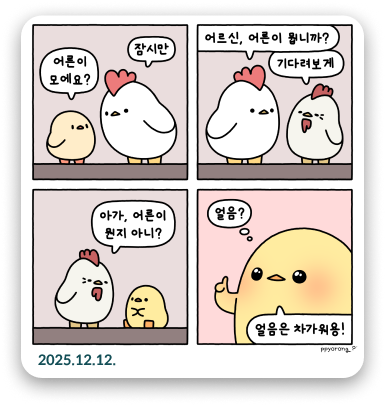 어른이
모에요?
잠시만
어르신, 어른이 뭡니까?
기다려보게
아가, 어른이
뭔지 아니?
얼음?
얼음은 차가워용!
ppyorong_P
2025.12.12.